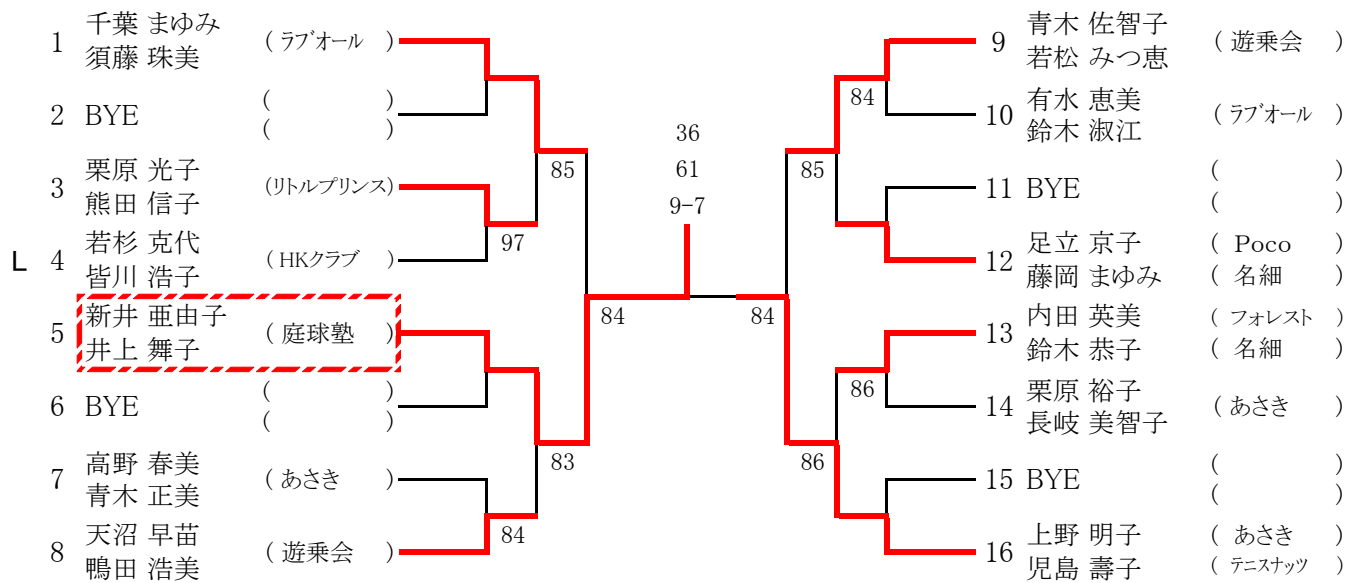 1 千葉 まゆみ
須藤 珠美 ( ラブオール )
2 BYE ( )
( )
3 栗原 光子
熊田 信子 (リトルプリンス)
L 4 若杉 克代
皆川 浩子 ( HKクラブ )
5 新井 亜由子
井上 舞子 ( 庭球塾 )
6 BYE ( )
( )
7 高野 春美
青木 正美 ( あさき )
8 天沼 早苗
鴨田 浩美 ( 遊乗会 )
97
84
85
83
84
36
61
9-7
84
85
86
84
86
9 青木 佐智子
若松 みつ恵 ( 遊乗会 )
10 有水 恵美
鈴木 淑江 ( ラブオール )
11 BYE ( )
( )
12 足立 京子 ( Poco )
藤岡 まゆみ ( 名細 )
13 内田 英美 ( フォレスト )
鈴木 恭子 ( 名細 )
14 栗原 裕子
長岐 美智子 ( あさき )
15 BYE ( )
( )
16 上野 明子 ( あさき )
児島 壽子 ( テニスナッツ )